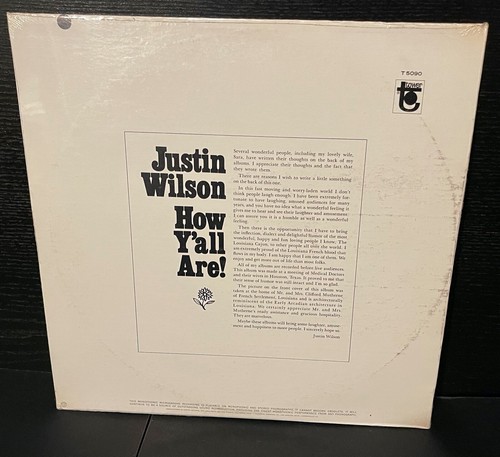 T 5090
tower
t
Justin
Wilson
How
Y'all
Are!
Several wonderful people, including my lovely wife,
Sara, have written their thoughts on the back of my
albums. I appreciate their thoughts and the fact that
they wrote them.
There are reasons I wish to write a little something
on the back of this one.
In this fast moving and worry-laden world I don't
think people laugh enough. I have been extremely for-
tunate to have laughing, unusual audiences for many
years, and you have no idea what a wonderful feeling it
gives me to hear and see their laughter and amusement.
I can assure you it is a humble as well as a wonderful
feeling.
Then there is the opportunity that I have to bring
the inflection, dialect and delightful humor of the most
wonderful, happy and fun loving people I know. The
Louisiana Cajun, to other people all over the world. I
am extremely proud of the Louisiana French blood that
flows in my body. I am happy that I am one of them. We
enjoy and get more out of life than most folks.
All of my albums are recorded before live audiences.
This album was made at a meeting of Medical Doctors
and their wives in Houston, Texas. It proved to me that
their sense of humor was still intact and I'm so glad.
The picture on the front cover of this album was
taken at the home of Mr. and Mrs. Clifford Motherne
of French Settlement, Louisiana and is architecturally
reminiscent of the Early Arcadian architecture in
Louisiana. We certainly appreciate Mr. and Mrs.
Motherne's ready assistance and gracious hospitality.
They are marvelous.
Maybe these albums will bring some laughter, amuse-
ment and happiness to more people. I sincerely hope so.
Justin Wilson